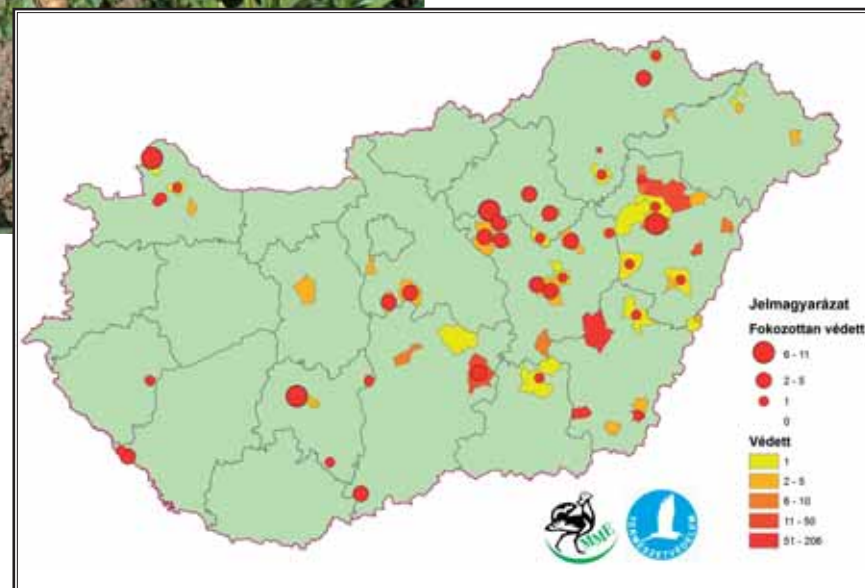 Jelmagyarázat
Fokozottan védett
6 - 11
2 - 5
1
0
Védett
1
2 - 5
6 - 10
11 - 50
51 - 206
MME
TERMÉSZETVÉDELEM